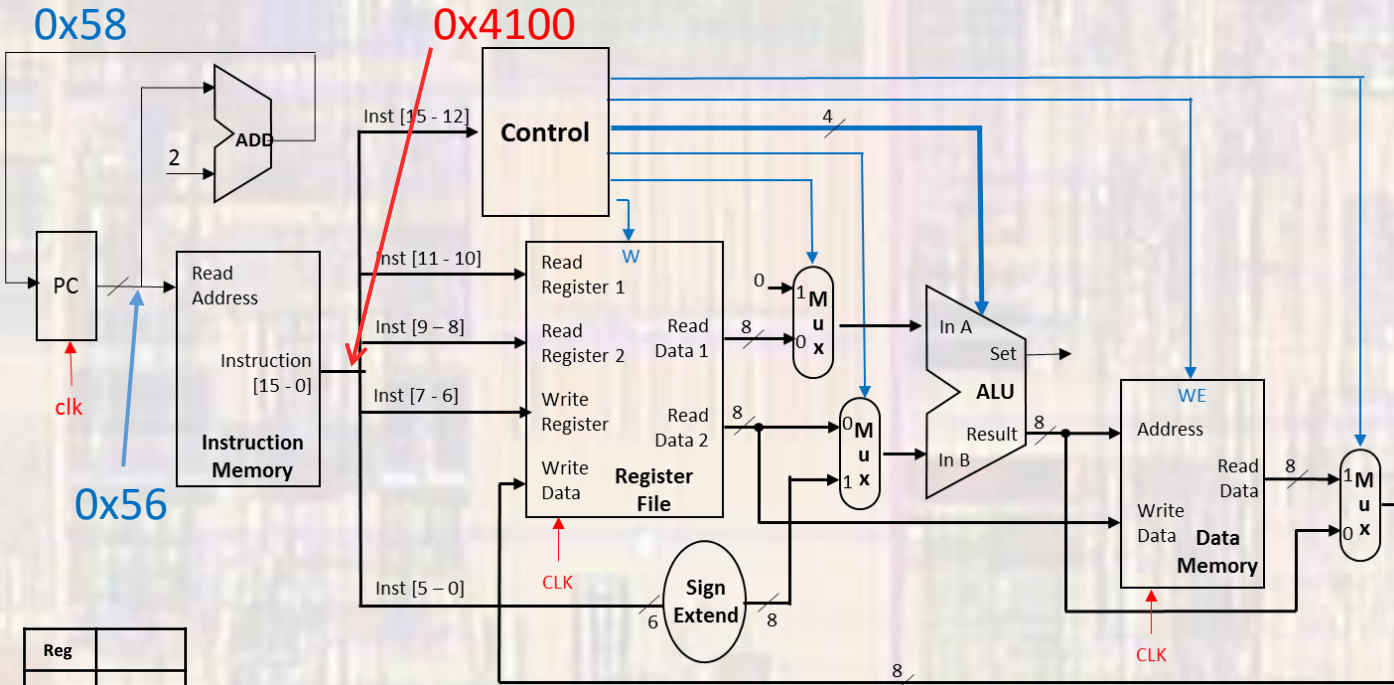 0x58
0x4100
ADD
2
PC
clk
0x56
Read
Address
Instruction
[15 - 0]
Instruction
Memory
Inst [15 - 12]
Control
4
Inst [11 - 10]
Inst [9 – 8]
Inst [7 - 6]
Inst [5 – 0]
W
Read
Register 1
Read
Register 2
Write
Register
Write
Data
Read
Data 1
Read
Data 2
Register
File
CLK
8
8
0
1
0
M
u
x
0
1
M
u
x
6
Sign
Extend
8
In A
Set
ALU
Result
In B
8
WE
Address
Read
Data
Write
Data
Data
Memory
CLK
8
1
0
M
u
x
8
Reg